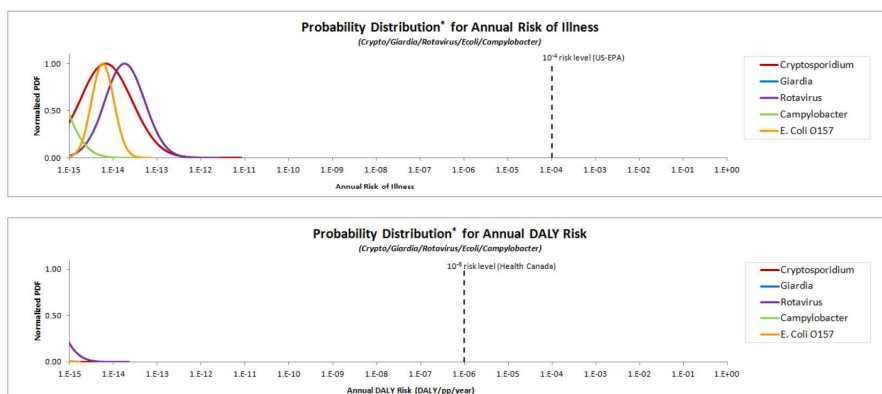 Probability Distribution* for Annual Risk of Illness
(Crypto/Giardia/Rotavirus/Ecoli/Campylobacter)
10-4 risk level (US-EPA)
Normalized PDF
1.00
0.50
0.00
1.E-15 1.E-14 1.E-13 1.E-12 1.E-11 1.E-10 1.E-09 1.E-08 1.E-07 1.E-06 1.E-05 1.E-04 1.E-03 1.E-02 1.E-01 1.E+00
Annual Risk of Illness
Cryptosporidium
Giardia
Rotavirus
Campylobacter
E. Coli O157
Probability Distribution* for Annual DALY Risk
(Crypto/Giardia/Rotavirus/Ecoli/Campylobacter)
10-6 risk level (Health Canada)
Normalized PDF
1.00
0.50
0.00
1.E-15 1.E-14 1.E-13 1.E-12 1.E-11 1.E-10 1.E-09 1.E-08 1.E-07 1.E-06 1.E-05 1.E-04 1.E-03 1.E-02 1.E-01 1.E+00
Annual DALY Risk (DALY/pp/year)
Cryptosporidium
Giardia
Rotavirus
Campylobacter
E. Coli O157